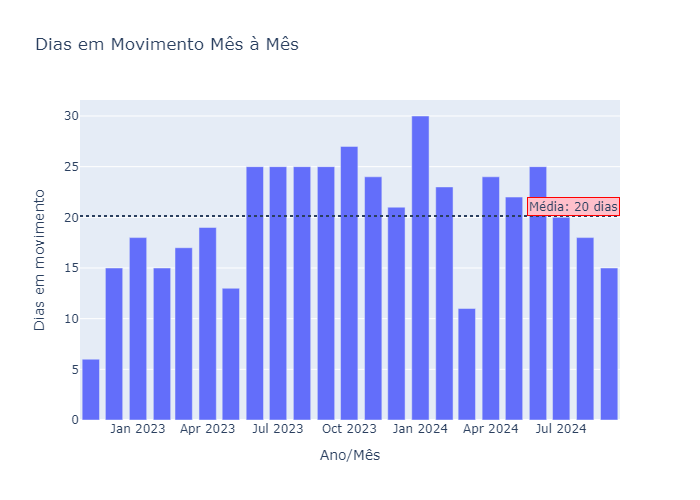 Dias em Movimento Mês à Mês
30
25
20
15
10
5
0
Dias em movimento
Média: 20 dias
Jan 2023
Apr 2023
Jul 2023
Oct 2023
Jan 2024
Apr 2024
Jul 2024
Ano/Mês